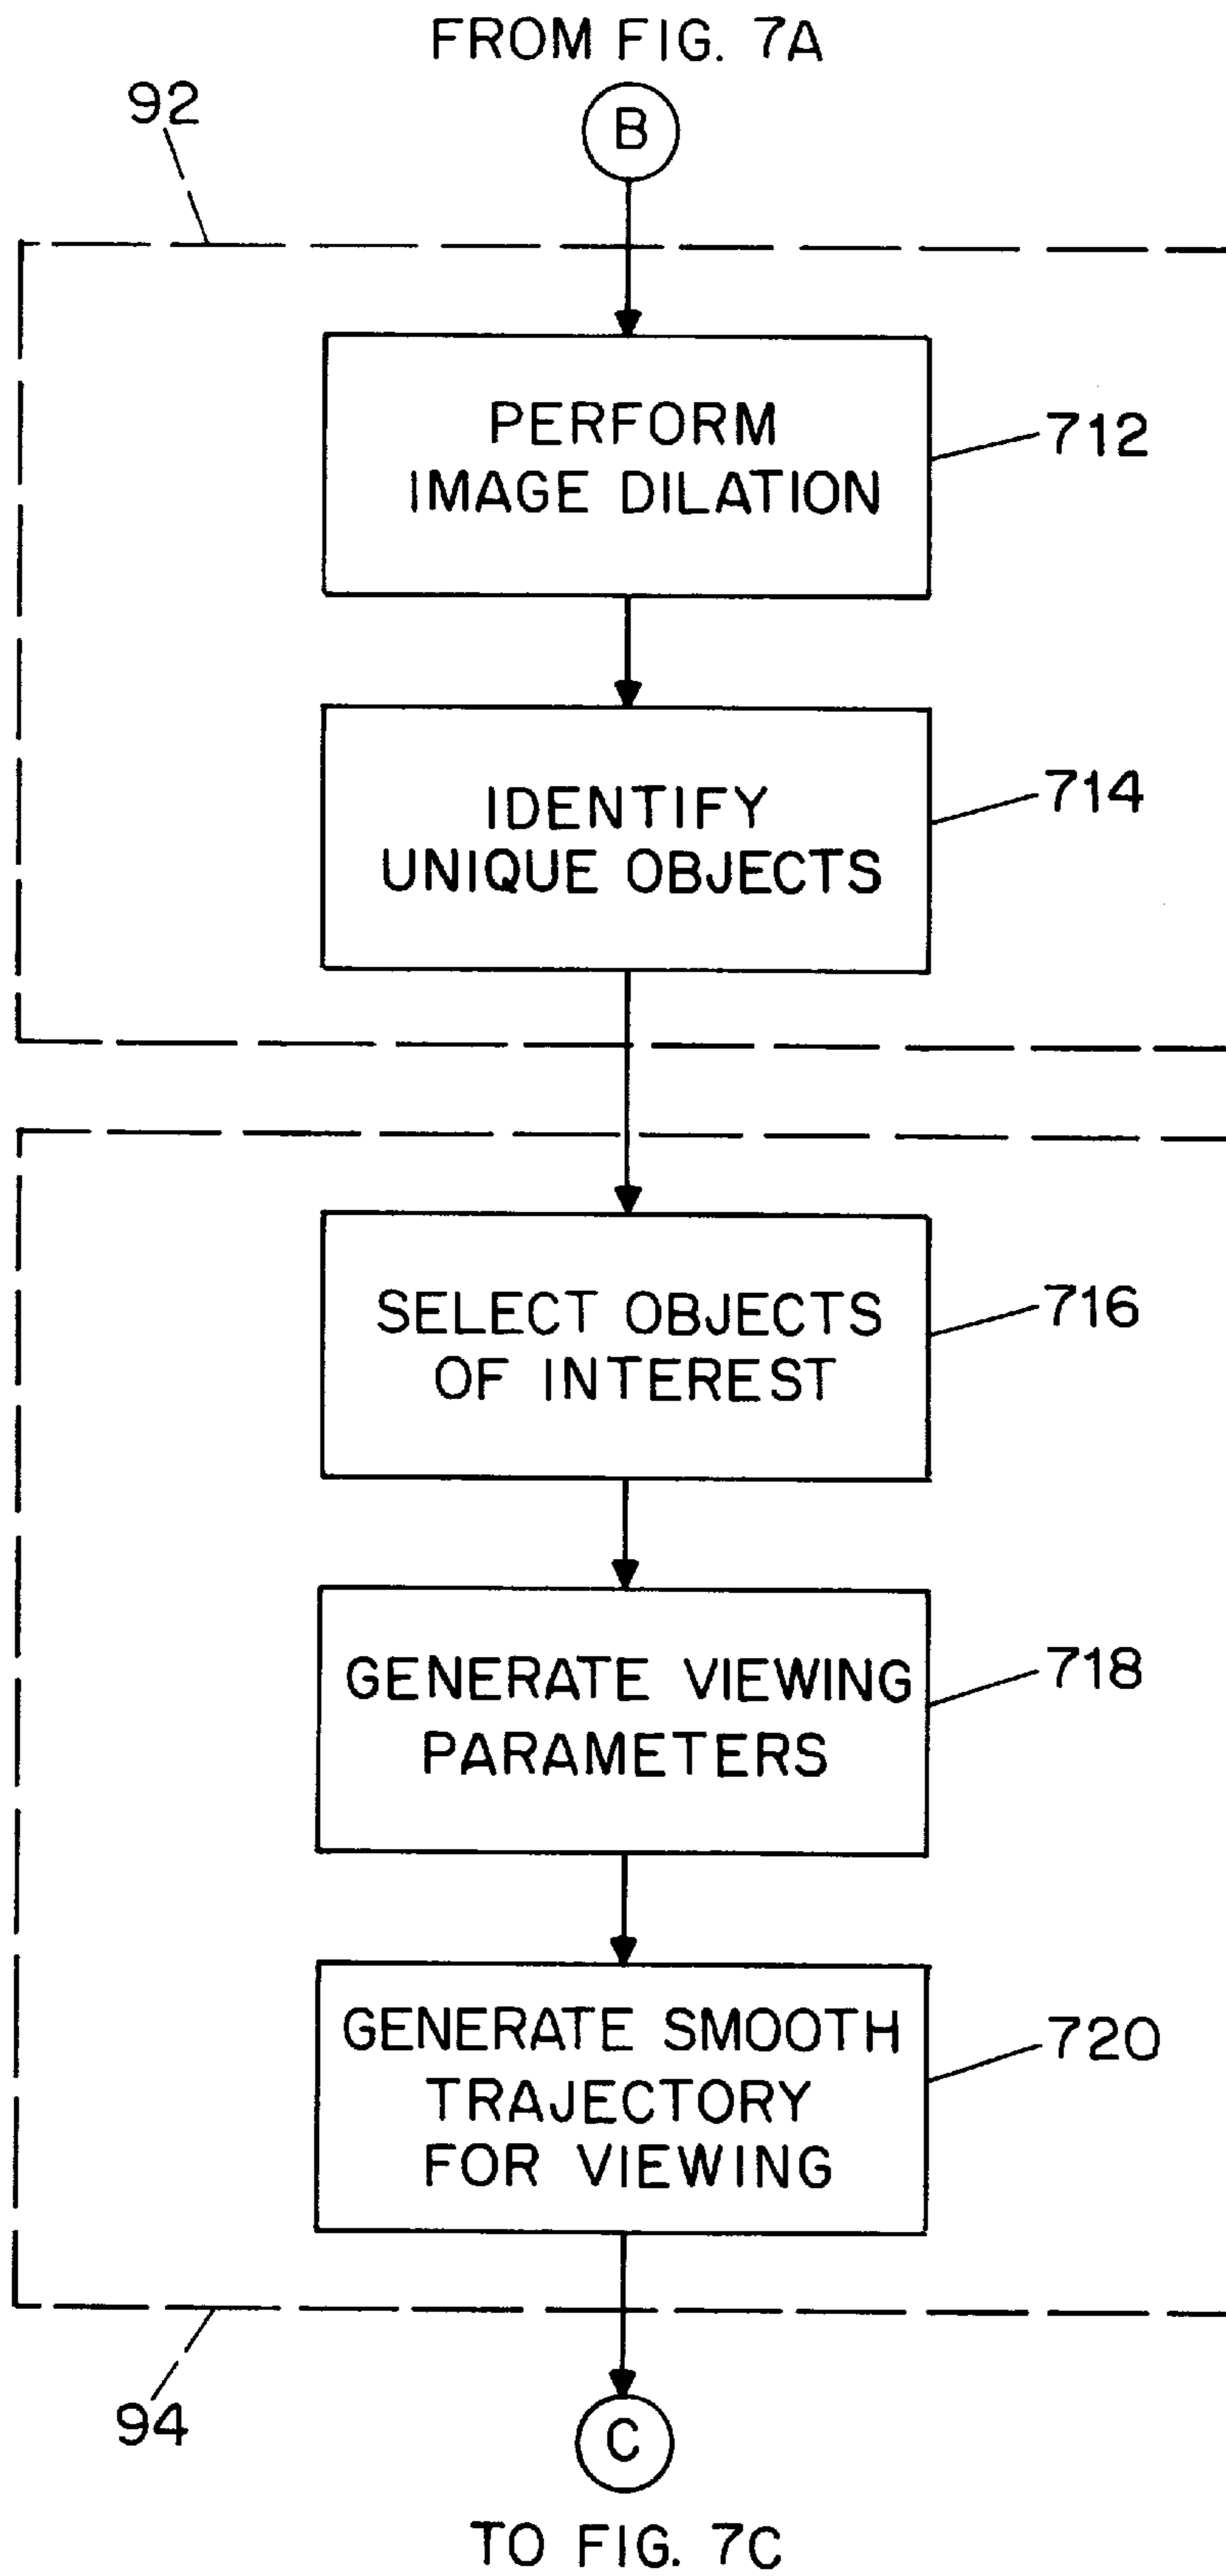 FROM FIG. 7A
92
B
PERFORM
IMAGE DILATION
712
IDENTIFY
UNIQUE OBJECTS
714
SELECT OBJECTS
OF INTEREST
716
GENERATE VIEWING
PARAMETERS
718
GENERATE SMOOTH
TRAJECTORY
FOR VIEWING
720
94
C
TO FIG. 7C